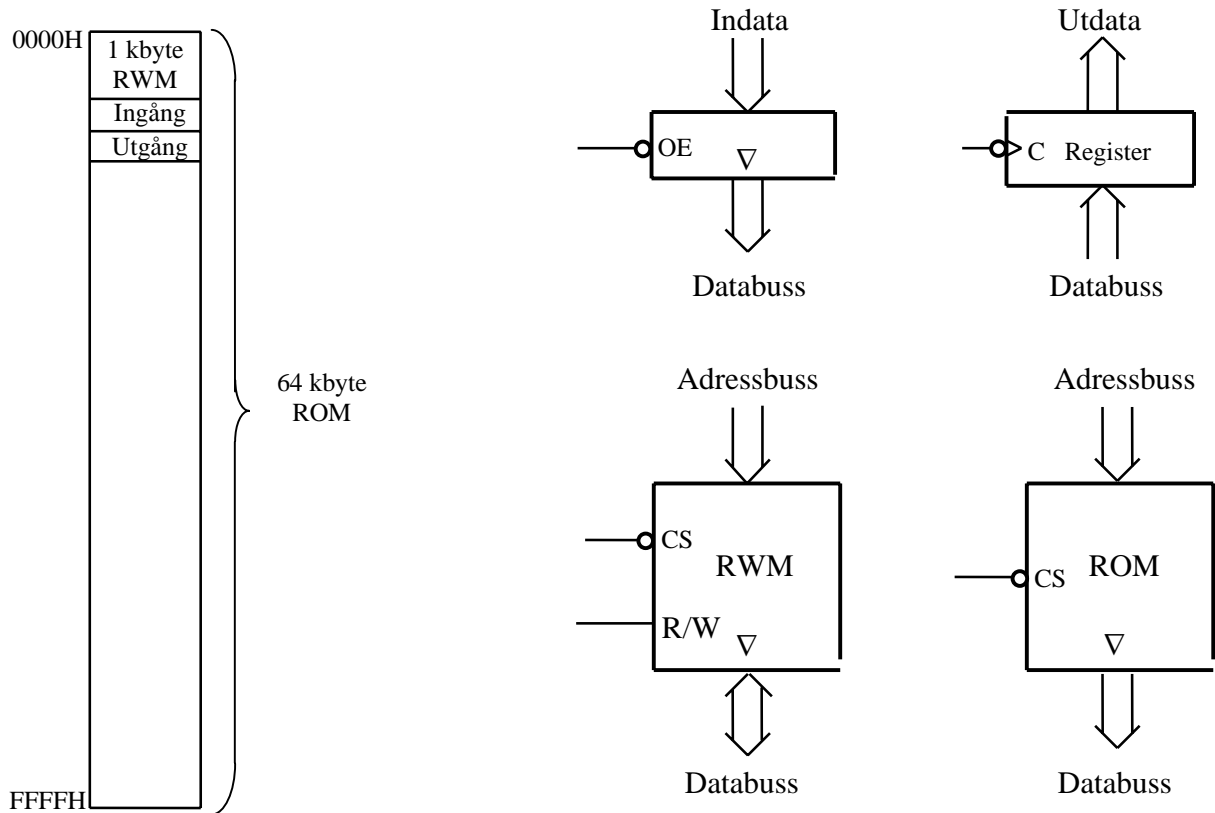 0000H
1 kbyte
RWM
Ingång
Utgång
64 kbyte
ROM
FFFFH
Indata
OE
∇
Databuss
Utdata
C Register
Databuss
Adressbuss
CS
RWM
R/W
∇
Databuss
Adressbuss
CS
ROM
∇
Databuss